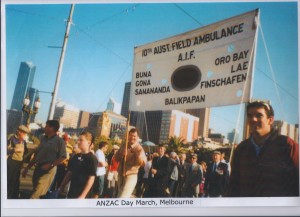 10TH AUST. FIELD AMBULANCE
A.I.F.
BUNA
GONA
SANANANDA
ORO BAY
LAE
FINSCHAFEN
BALIKPAPAN
ANZAC Day March, Melbourne